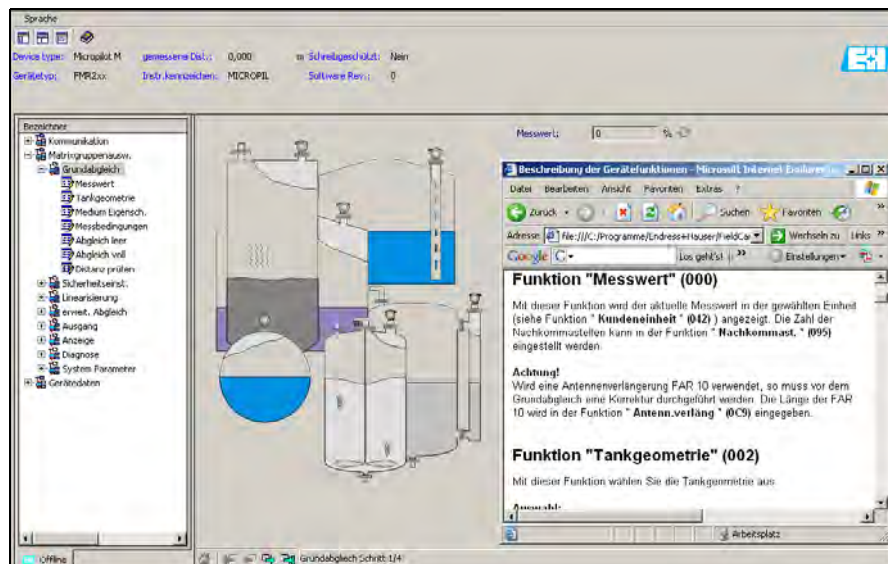 Sprache
Device type: Micropilot M gemessene Dist.: 0,000 m Schreibgeschützt: Nein
Gerätetyp: FMR2xx Instr.kennzeichen: MICROPIL Software Rev.: 0
E+H
Bezeichner
Kommunikation
Matrixgruppenausw.
Grundabgleich
Messwert
Tankgeometrie
Medium Eigensch.
Messbedingungen
Abgleich leer
Abgleich voll
Distanz prüfen
Sicherheitseinst.
Linearisierung
erweit. Abgleich
Ausgang
Anzeige
Diagnose
System Parameter
Gerätedaten
Offline
Grundabgleich Schritt 1/4
Messwert: 0 %
Beschreibung der Gerätefunktionen - Microsoft Internet Explorer
Datei Bearbeiten Ansicht Favoriten Extras ?
Zurück Suchen Favoriten
Adresse file:///C:/Programme/Endress+Hauser/FieldCa Wechseln zu Links
Google Los geht's! Einstellungen
Funktion "Messwert" (000)
Mit dieser Funktion wird der aktuelle Messwert in der gewählten Einheit
(siehe Funktion " Kundeneinheit " (042) ) angezeigt. Die Zahl der
Nachkommastellen kann in der Funktion " Nachkommast. " (095)
eingestellt werden.
Achtung!
Wird eine Antennenverlängerung FAR 10 verwendet, so muss vor dem
Grundabgleich eine Korrektur durchgeführt werden. Die Länge der FAR
10 wird in der Funktion " Antenn.verläng " (0C9) eingegeben.
Funktion "Tankgeometrie" (002)
Mit dieser Funktion wählen Sie die Tankgeometrie aus.
Auswahl:
Arbeitsplatz